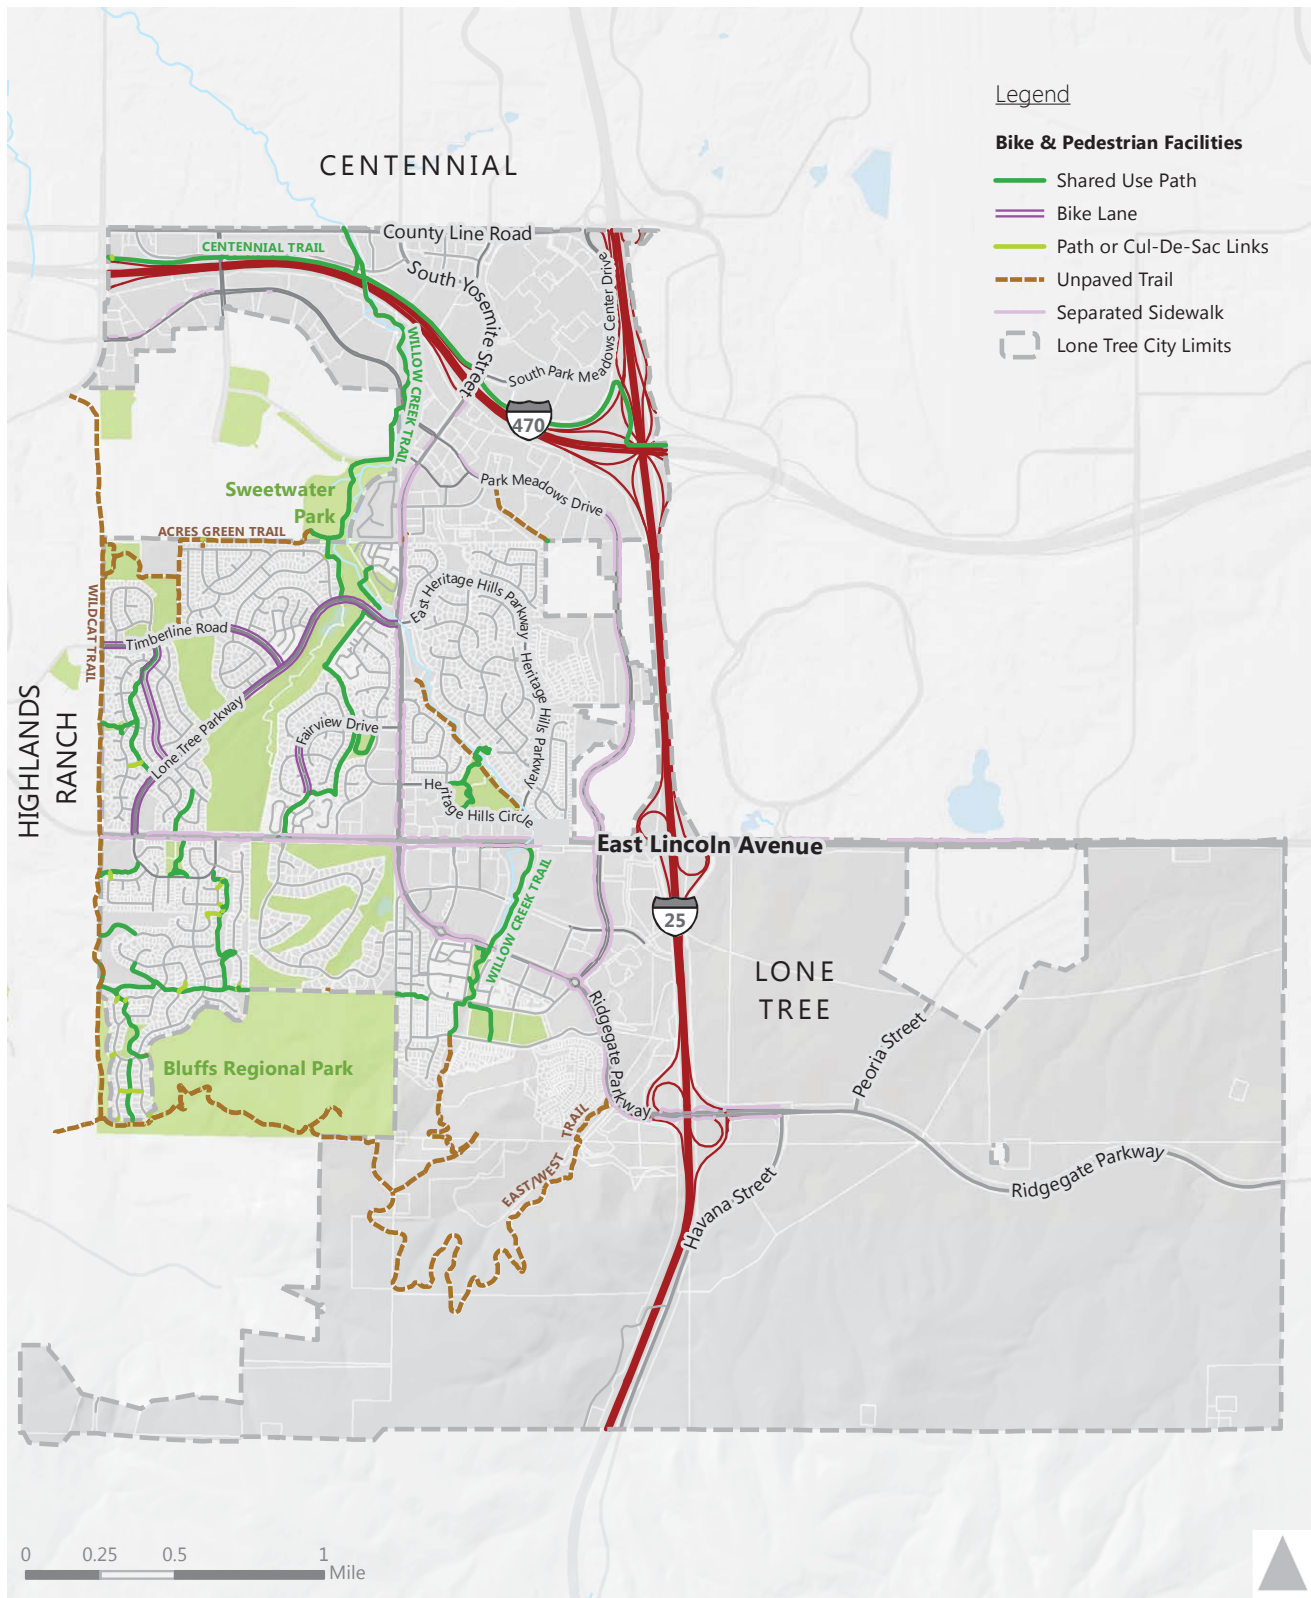 Legend
Bike & Pedestrian Facilities
Shared Use Path
Bike Lane
Path or Cul-De-Sac Links
Unpaved Trail
Separated Sidewalk
Lone Tree City Limits
CENTENNIAL
County Line Road
CENTENNIAL TRAIL
South Yosemite Street
South Park Meadows Center Drive
WILLOW CREEK TRAIL
470
Sweetwater
Park
Park Meadows Drive
ACRES GREEN TRAIL
WILDCAT TRAIL
East Heritage Hills Parkway – Heritage Hills Parkway
Timberline Road
HIGHLANDS
RANCH
Lone Tree Parkway
Fairview Drive
Heritage Hills Circle
East Lincoln Avenue
WILLOW CREEK TRAIL
25
LONE
TREE
Ridgegate Parkway
Peoria Street
Bluffs Regional Park
EAST/WEST TRAIL
Ridgegate Parkway
Havana Street
0 0.25 0.5 1
Mile